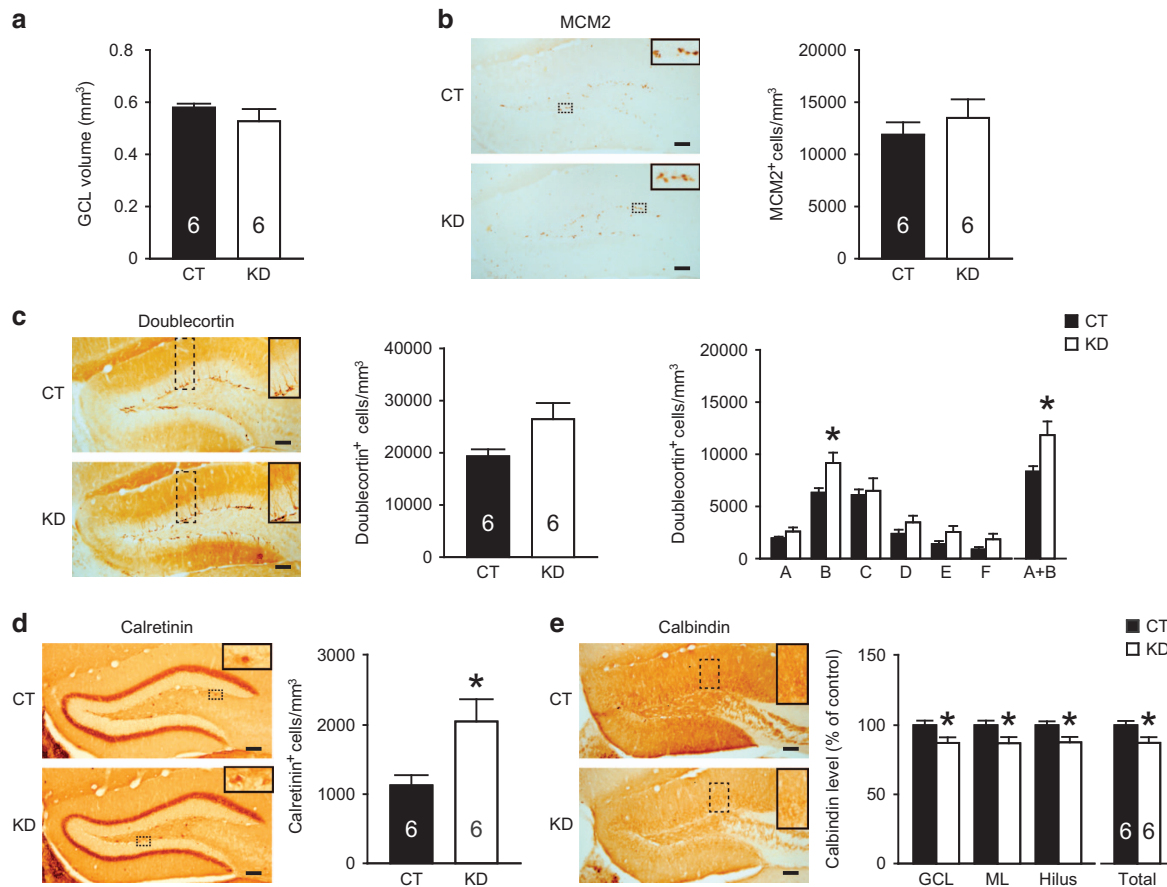 a
GCL volume (mm³)
0.8
0.6
0.4
0.2
0
6
6
CT
KD
b
MCM2
CT
KD
MCM2⁺ cells/mm³
20000
15000
10000
5000
0
6
6
CT
KD
c
Doublecortin
CT
KD
Doublecortin⁺ cells/mm³
40000
30000
20000
10000
0
6
6
CT
KD
CT
KD
Doublecortin⁺ cells/mm³
20000
15000
10000
5000
0
*
*
A
B
C
D
E
F
A+B
d
Calretinin
CT
KD
Calretinin⁺ cells/mm³
3000
2000
1000
0
*
6
6
CT
KD
e
Calbindin
CT
KD
CT
KD
Calbindin level (% of control)
150
100
50
0
*
*
*
*
6
6
GCL
ML
Hilus
Total